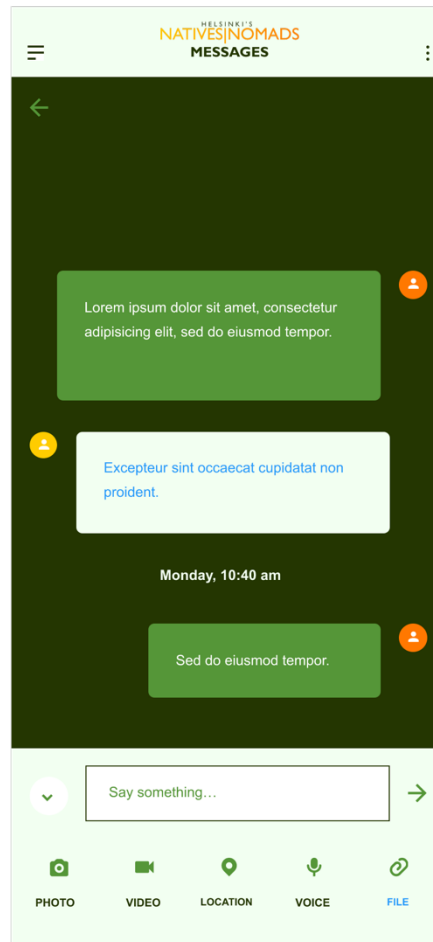 HELSINKI'S
NATIVES|NOMADS
MESSAGES
Lorem ipsum dolor sit amet, consectetur
adipisicing elit, sed do eiusmod tempor.
Excepteur sint occaecat cupidatat non
proident.
Monday, 10:40 am
Sed do eiusmod tempor.
Say something...
PHOTO VIDEO LOCATION VOICE FILE